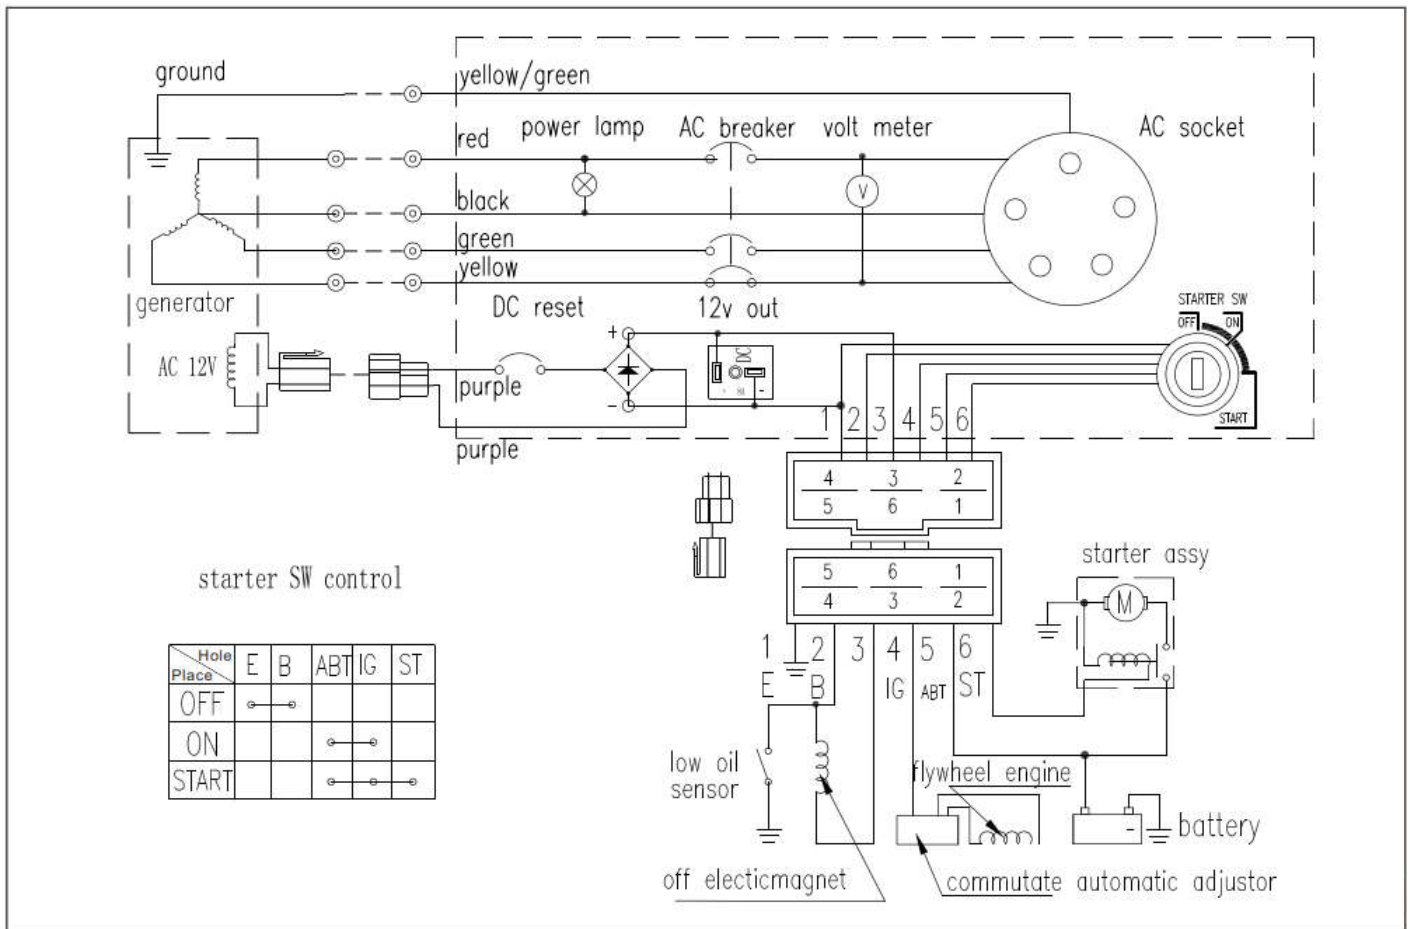 ground
yellow/green
red
power lamp
AC breaker
volt meter
AC socket
V
black
green
yellow
generator
DC reset
12v out
STARTER SW
OFF
ON
START
AC 12V
+
-
DC
-
purple
purple
1 2 3 4 5 6
4 3 2
5 6 1
5 6 1
4 3 2
starter assy
M
1 2 3 4 5 6
E B IG ABT ST
starter SW control
Hole
Place
E B ABT IG ST
OFF
ON
START
low oil
sensor
flywheel engine
-
battery
off electicmagnet
commutate automatic adjustor